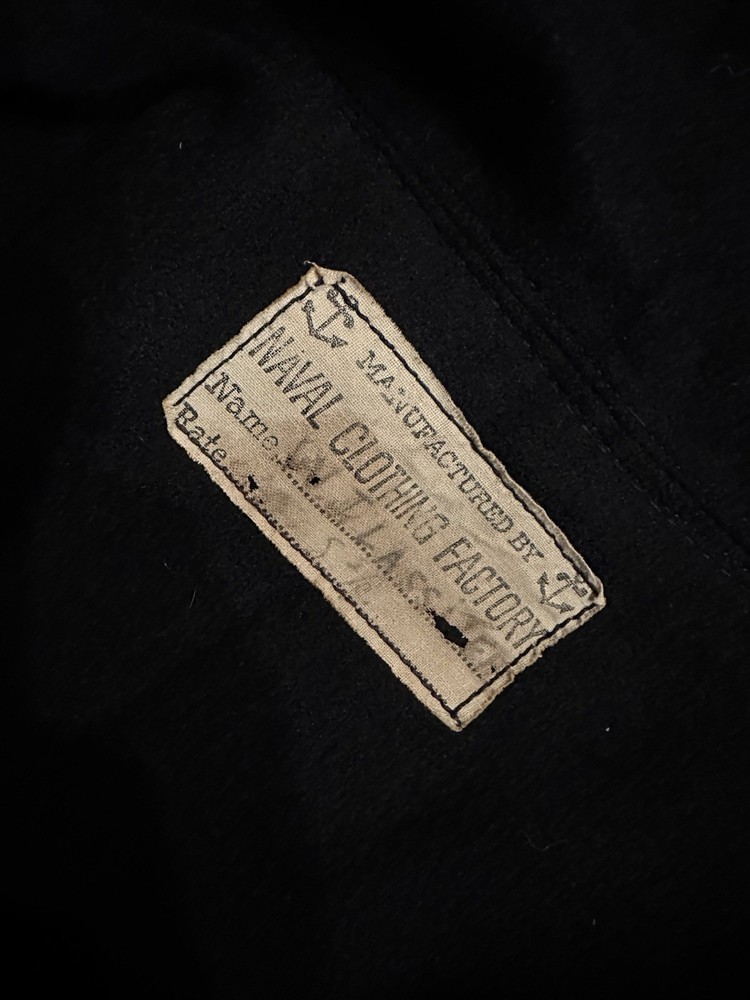 MANUFACTURED BY
NAVAL CLOTHING FACTORY
Name
Rate